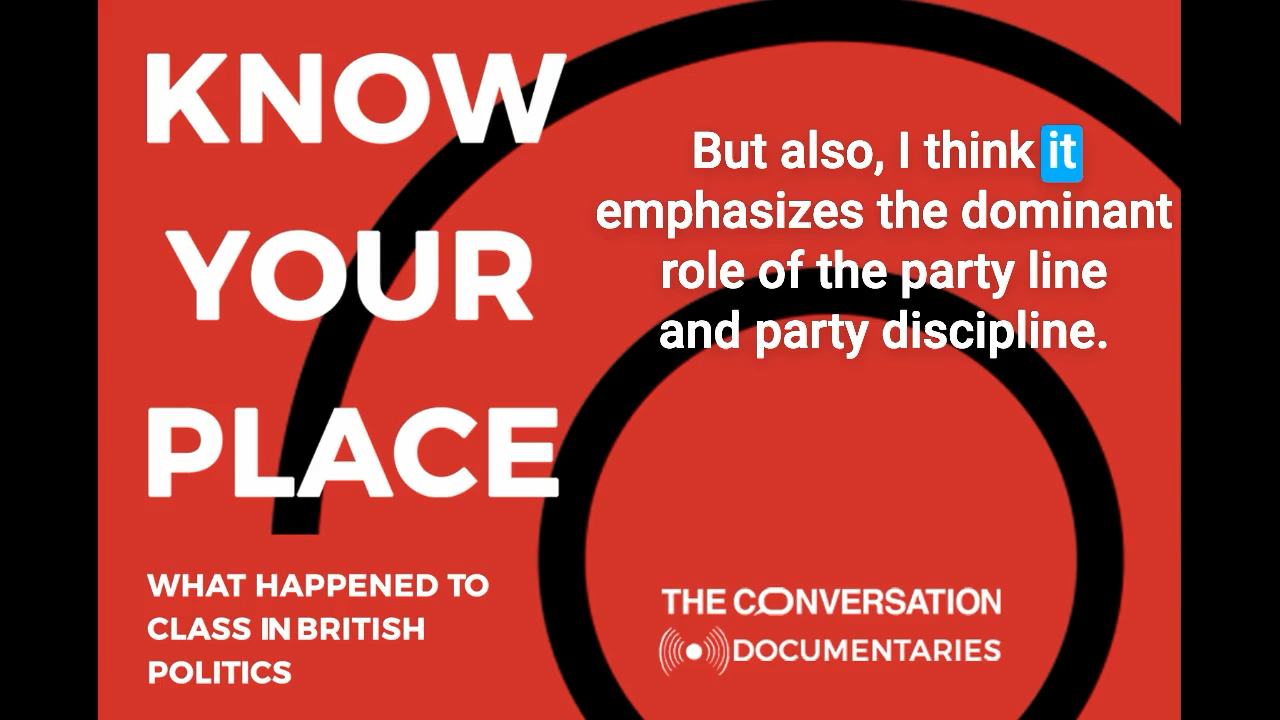 KNOW
YOUR
PLACE
WHAT HAPPENED TO
CLASS IN BRITISH
POLITICS
But also, I think it
emphasizes the dominant
role of the party line
and party discipline.
THE CONVERSATION
DOCUMENTARIES